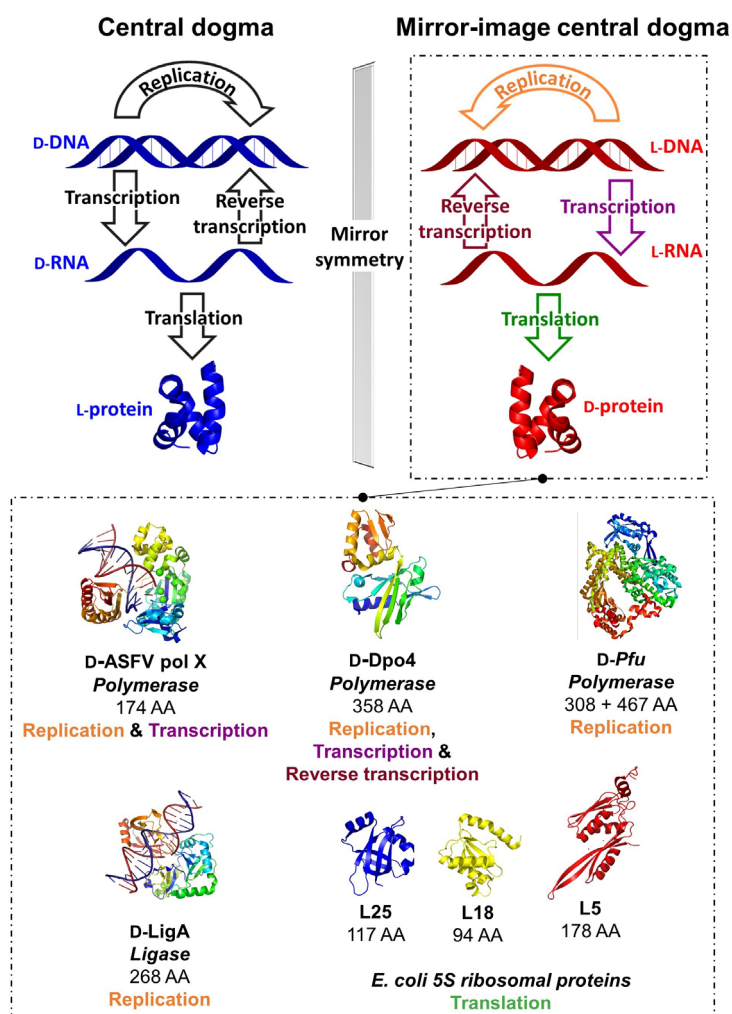 Central dogma
Mirror-image central dogma
Replication
D-DNA
Transcription
Reverse
transcription
D-RNA
Translation
L-protein
Mirror
symmetry
Replication
L-DNA
Reverse
transcription
Transcription
L-RNA
Translation
D-protein
D-ASFV pol X
Polymerase
174 AA
Replication & Transcription
D-Dpo4
Polymerase
358 AA
Replication,
Transcription &
Reverse transcription
D-Pfu
Polymerase
308 + 467 AA
Replication
D-LigA
Ligase
268 AA
Replication
L25
117 AA
L18
94 AA
L5
178 AA
E. coli 5S ribosomal proteins
Translation